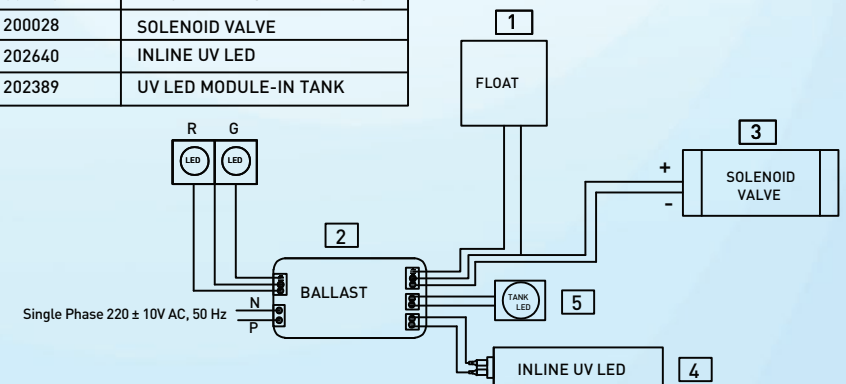 200028 SOLENOID VALVE
202640 INLINE UV LED
202389 UV LED MODULE-IN TANK
1
FLOAT
R G
LED LED
3
+
-
SOLENOID
VALVE
2
BALLAST
N
Single Phase 220 ± 10V AC, 50 Hz
P
TANK
LED
5
INLINE UV LED
4